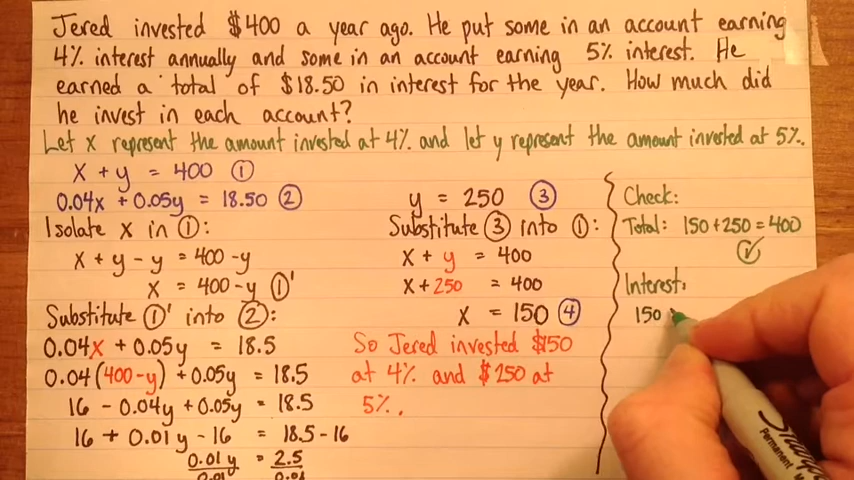 Jered invested $400 a year ago. He put some in an account earning
4% interest annually and some in an account earning 5% interest. He
earned a total of $18.50 in interest for the year. How much did
he invest in each account?
Let x represent the amount invested at 4% and let y represent the amount invested at 5%.
x + y = 400 ①
0.04x + 0.05y = 18.50 ②
Isolate x in ①:
x + y - y = 400 - y
x = 400 - y ①'
Substitute ①' into ②:
0.04x + 0.05y = 18.5
0.04(400-y) + 0.05y = 18.5
16 - 0.04y + 0.05y = 18.5
16 + 0.01y - 16 = 18.5 - 16
0.01y = 2.5
y = 250 ③
Substitute ③ into ①:
x + y = 400
x + 250 = 400
x = 150 ④
So Jered invested $150
at 4% and $250 at
5%.
Check:
Total: 150 + 250 = 400
✓
Interest:
150